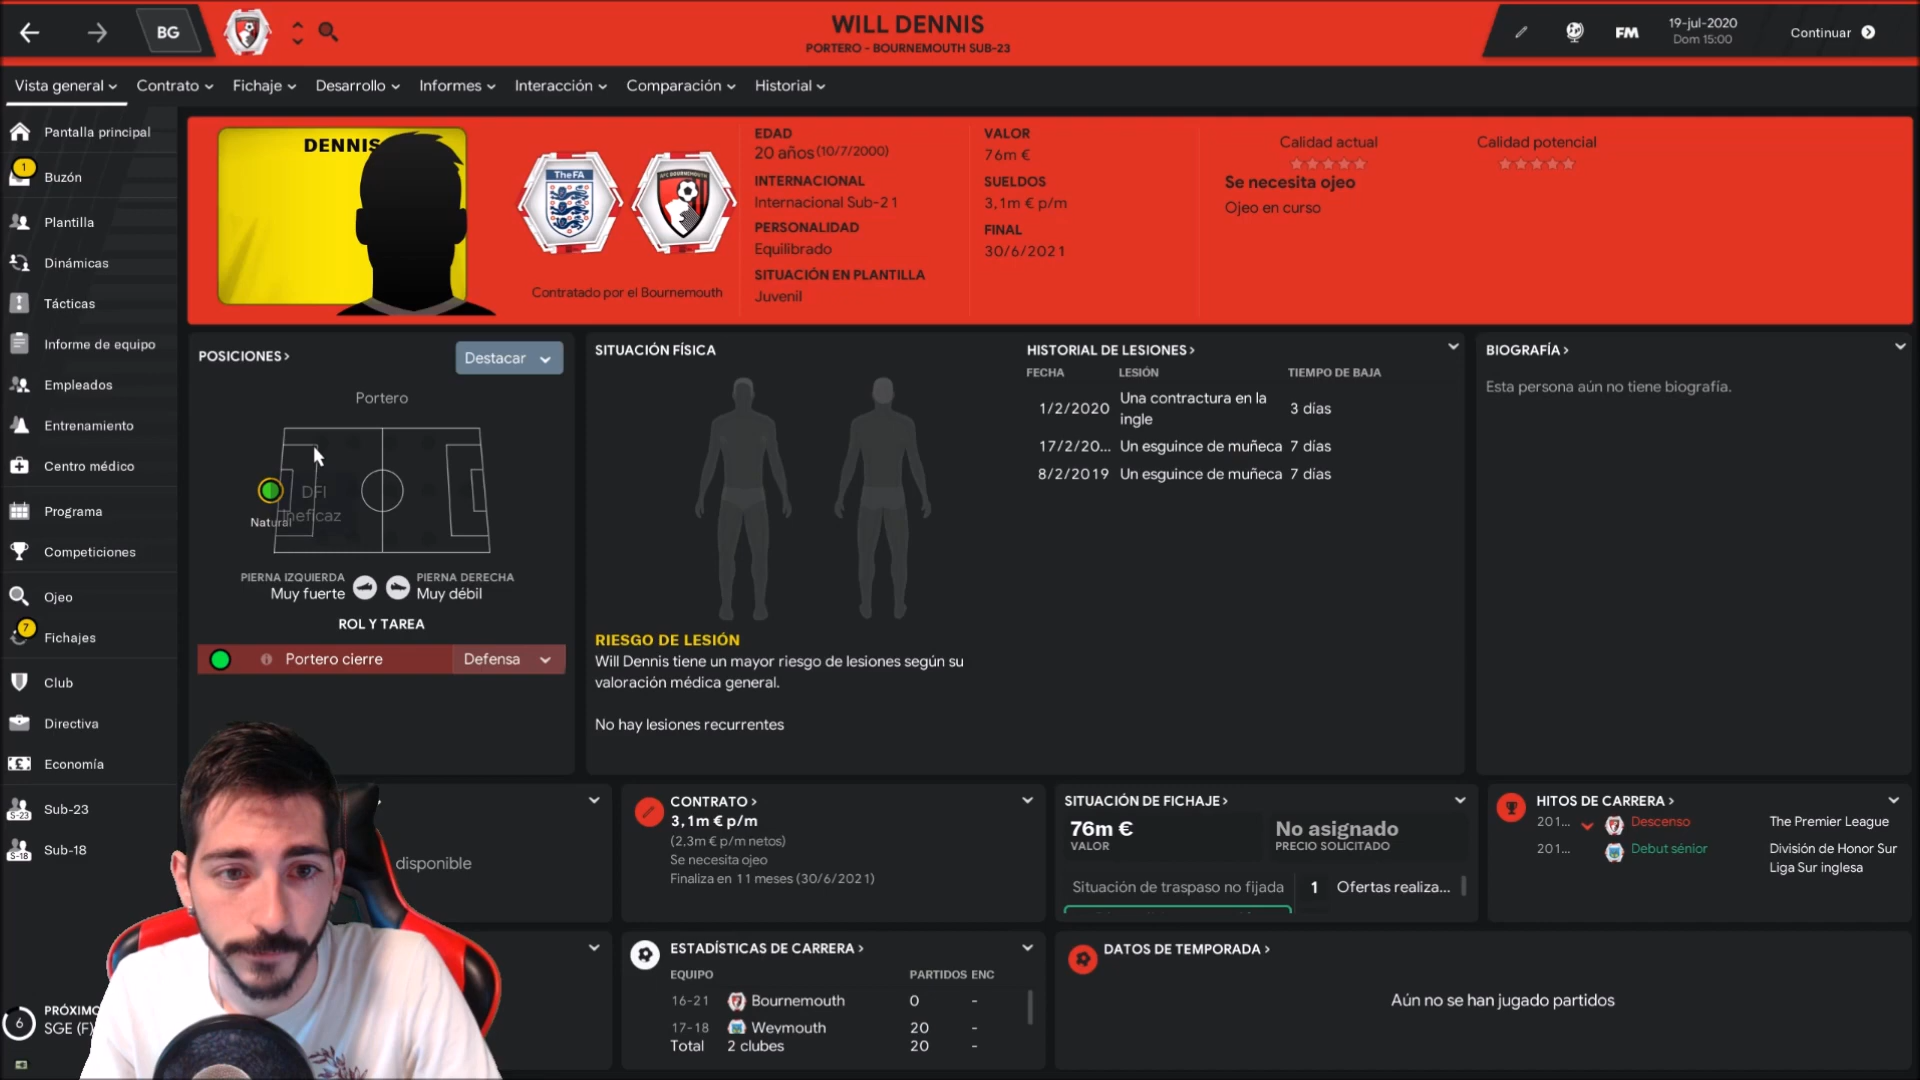 BG
WILL DENNIS
PORTERO - BOURNEMOUTH SUB-23
FM
19-jul-2020
Dom 15:00
Continuar
Vista general
Contrato
Fichaje
Desarrollo
Informes
Interacción
Comparación
Historial
Pantalla principal
1
Buzón
Plantilla
Dinámicas
Tácticas
Informe de equipo
Empleados
Entrenamiento
Centro médico
Programa
Competiciones
Ojeo
7
Fichajes
Club
Directiva
Economía
S-23
Sub-23
S-18
Sub-18
6
PRÓXIMO
SGE (F)
DENNIS
The FA
AFC BOURNEMOUTH
Contratado por el Bournemouth
EDAD
20 años (10/7/2000)
INTERNACIONAL
Internacional Sub-21
PERSONALIDAD
Equilibrado
SITUACIÓN EN PLANTILLA
Juvenil
VALOR
76m €
SUELDOS
3,1m € p/m
FINAL
30/6/2021
Calidad actual
Calidad potencial
Se necesita ojeo
Ojeo en curso
POSICIONES >
Destacar
Portero
DFI
Natural
Ineficaz
PIERNA IZQUIERDA
Muy fuerte
PIERNA DERECHA
Muy débil
ROL Y TAREA
Portero cierre
Defensa
SITUACIÓN FÍSICA
RIESGO DE LESIÓN
Will Dennis tiene un mayor riesgo de lesiones según su
valoración médica general.
No hay lesiones recurrentes
HISTORIAL DE LESIONES >
FECHA LESIÓN TIEMPO DE BAJA
1/2/2020 Una contractura en la ingle 3 días
17/2/20... Un esguince de muñeca 7 días
8/2/2019 Un esguince de muñeca 7 días
BIOGRAFÍA >
Esta persona aún no tiene biografía.
disponible
CONTRATO >
3,1m € p/m
(2,3m € p/m netos)
Se necesita ojeo
Finaliza en 11 meses (30/6/2021)
SITUACIÓN DE FICHAJE >
76m €
VALOR
No asignado
PRECIO SOLICITADO
Situación de traspaso no fijada
1 Ofertas realiza...
HITOS DE CARRERA >
201... Descenso The Premier League
201... Debut sénior División de Honor Sur
Liga Sur inglesa
ESTADÍSTICAS DE CARRERA >
EQUIPO PARTIDOS ENC
16-21 Bournemouth 0 -
17-18 Weymouth 20 -
Total 2 clubes 20 -
DATOS DE TEMPORADA >
Aún no se han jugado partidos